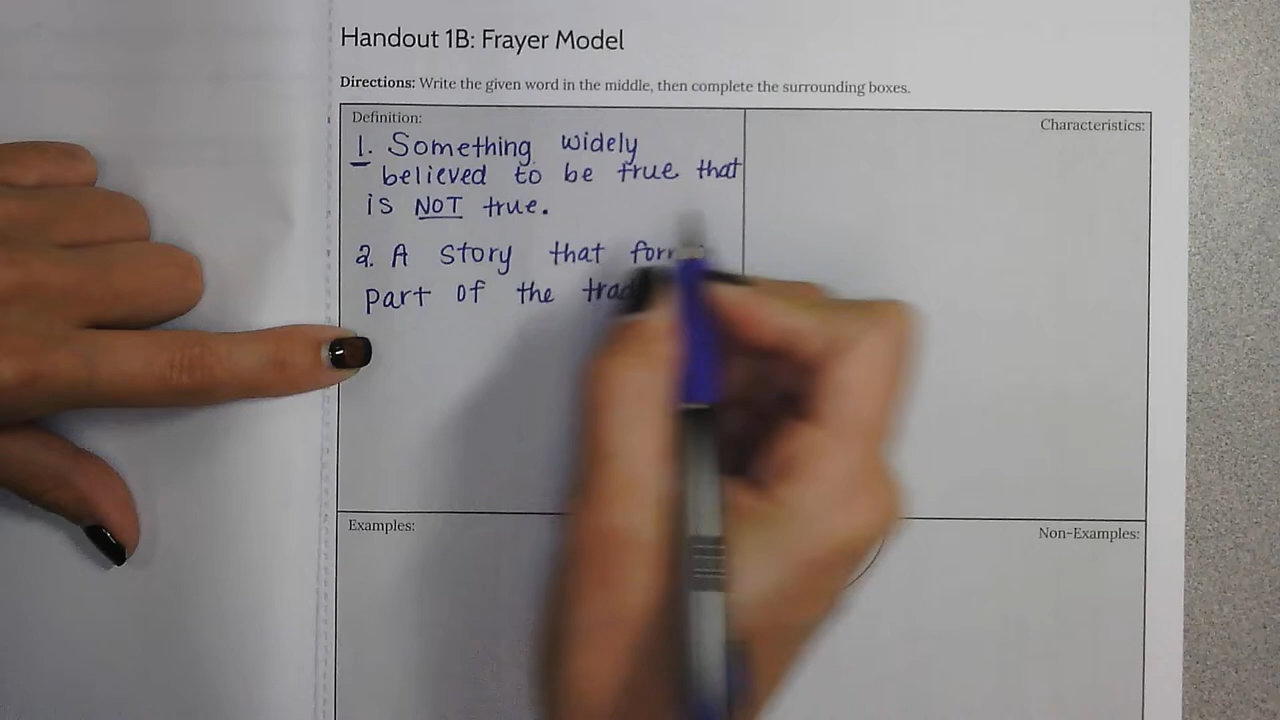 Handout 1B: Frayer Model
Directions: Write the given word in the middle, then complete the surrounding boxes.
Definition:
1. Something widely
believed to be true that
is NOT true.
2. A story that
part of the
Characteristics:
Examples:
Non-Examples: